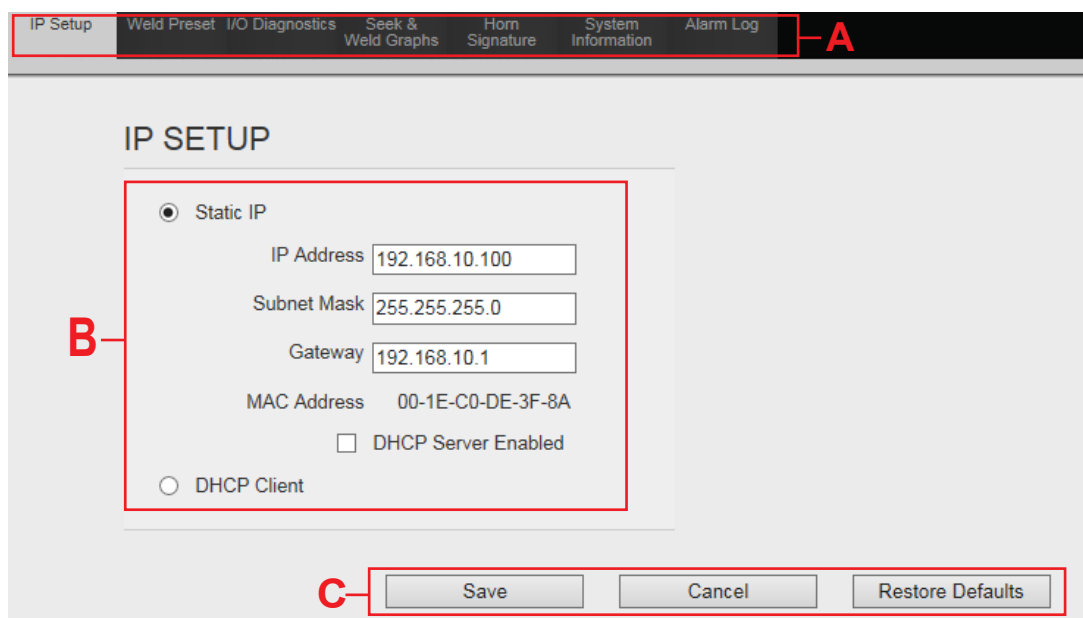 IP Setup Weld Preset I/O Diagnostics Seek & Horn System Alarm Log
Weld Graphs Signature Information
A
IP SETUP
Static IP
IP Address 192.168.10.100
Subnet Mask 255.255.255.0
B
Gateway 192.168.10.1
MAC Address 00-1E-C0-DE-3F-8A
DHCP Server Enabled
DHCP Client
C
Save Cancel Restore Defaults